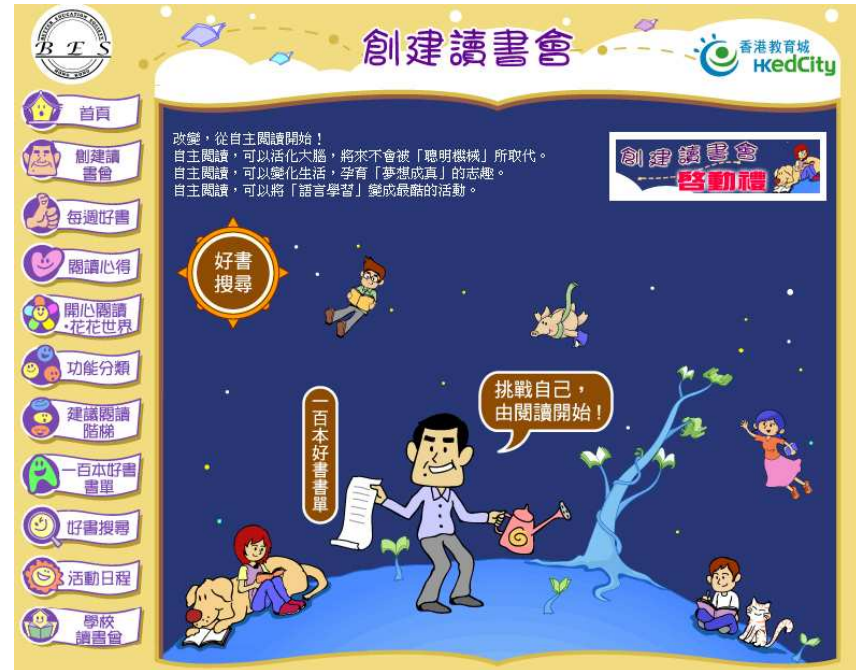 BETTER EDUCATION SOCIETY
BES
HONG KONG
創建讀書會
香港教育城
HKedCity
首頁
創建讀
書會
每週好書
閱讀心得
開心閱讀
·花花世界
功能分類
建議閱讀
階梯
一百本好書
書單
好書搜尋
活動日程
學校
讀書會
改變，從自主閱讀開始！
自主閱讀，可以活化大腦，將來不會被「聰明機械」所取代。
自主閱讀，可以變化生活，孕育「夢想成真」的志趣。
自主閱讀，可以將「語言學習」變成最酷的活動。
創建讀書會
啓動禮
好書
搜尋
一百本好書書單
挑戰自己，
由閱讀開始！